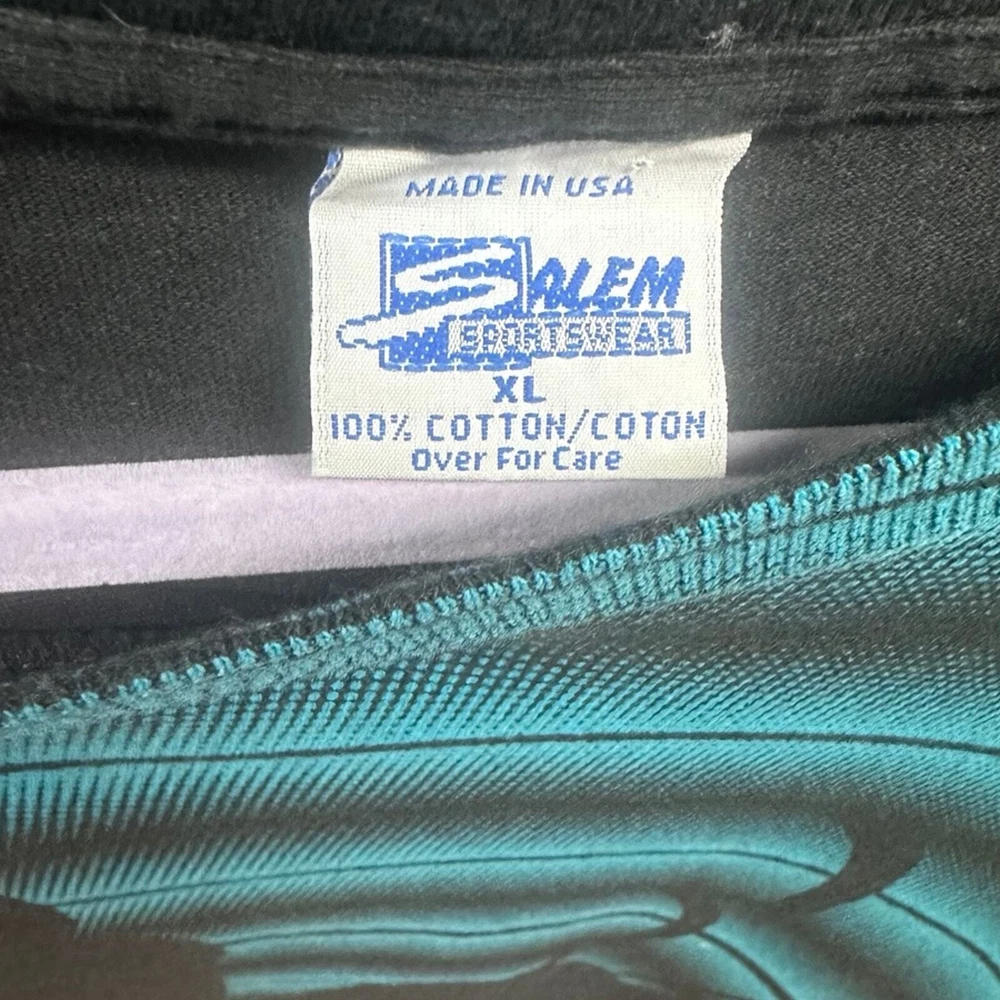 MADE IN USA
SALEM
SPORTSWEAR
XL
100% COTTON/COTON
Over For Care